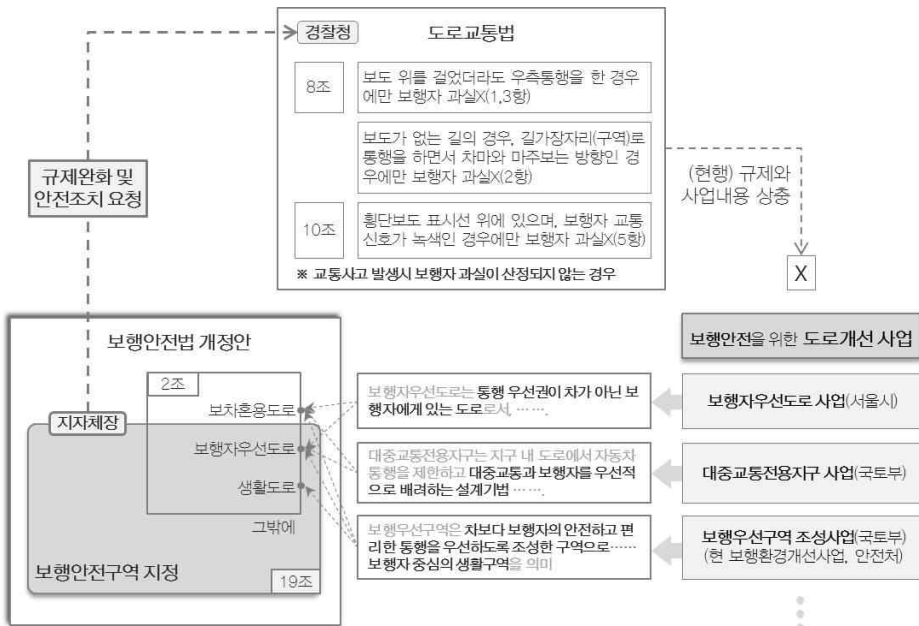 경찰청
도로교통법
8조
보도 위를 걸었더라도 우측통행을 한 경우
에만 보행자 과실X(1,3항)
보도가 없는 길의 경우, 길가장자리(구역)로
통행을 하면서 차마와 마주보는 방향인 경
우에만 보행자 과실X(2항)
10조
횡단보도 표시선 위에 있으며, 보행자 교통
신호가 녹색인 경우에만 보행자 과실X(5항)
※ 교통사고 발생시 보행자 과실이 산정되지 않는 경우
규제완화 및
안전조치 요청
(현행) 규제와
사업내용 상충
X
보행안전법 개정안
2조
지자체장
보차혼용도로
보행자우선도로
생활도로
그밖에
보행안전구역 지정
19조
보행자우선도로는 통행 우선권이 차가 아닌 보
행자에게 있는 도로로서, …….
대중교통전용지구는 지구 내 도로에서 자동차
통행을 제한하고 대중교통과 보행자를 우선적
으로 배려하는 설계기법 …….
보행우선구역은 차보다 보행자의 안전하고 편
리한 통행을 우선하도록 조성한 구역으로……
보행자 중심의 생활구역을 의미
보행안전을 위한 도로개선 사업
보행자우선도로 사업(서울시)
대중교통전용지구 사업(국토부)
보행우선구역 조성사업(국토부)
(현 보행환경개선사업, 안전처)